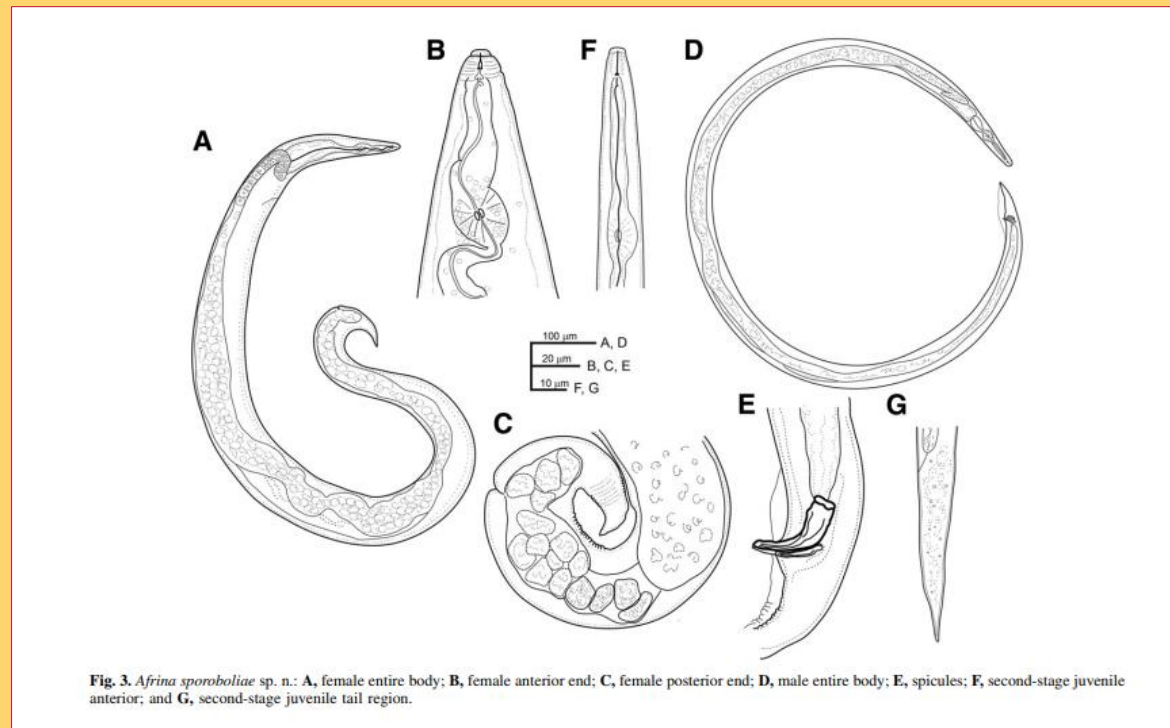 B
F
D
A
100 μm A, D
20 μm B, C, E
10 μm F, G
C
E
G
Fig. 3. Afrina sporoboliae sp. n.: A, female entire body; B, female anterior end; C, female posterior end; D, male entire body; E, spicules; F, second-stage juvenile
anterior; and G, second-stage juvenile tail region.